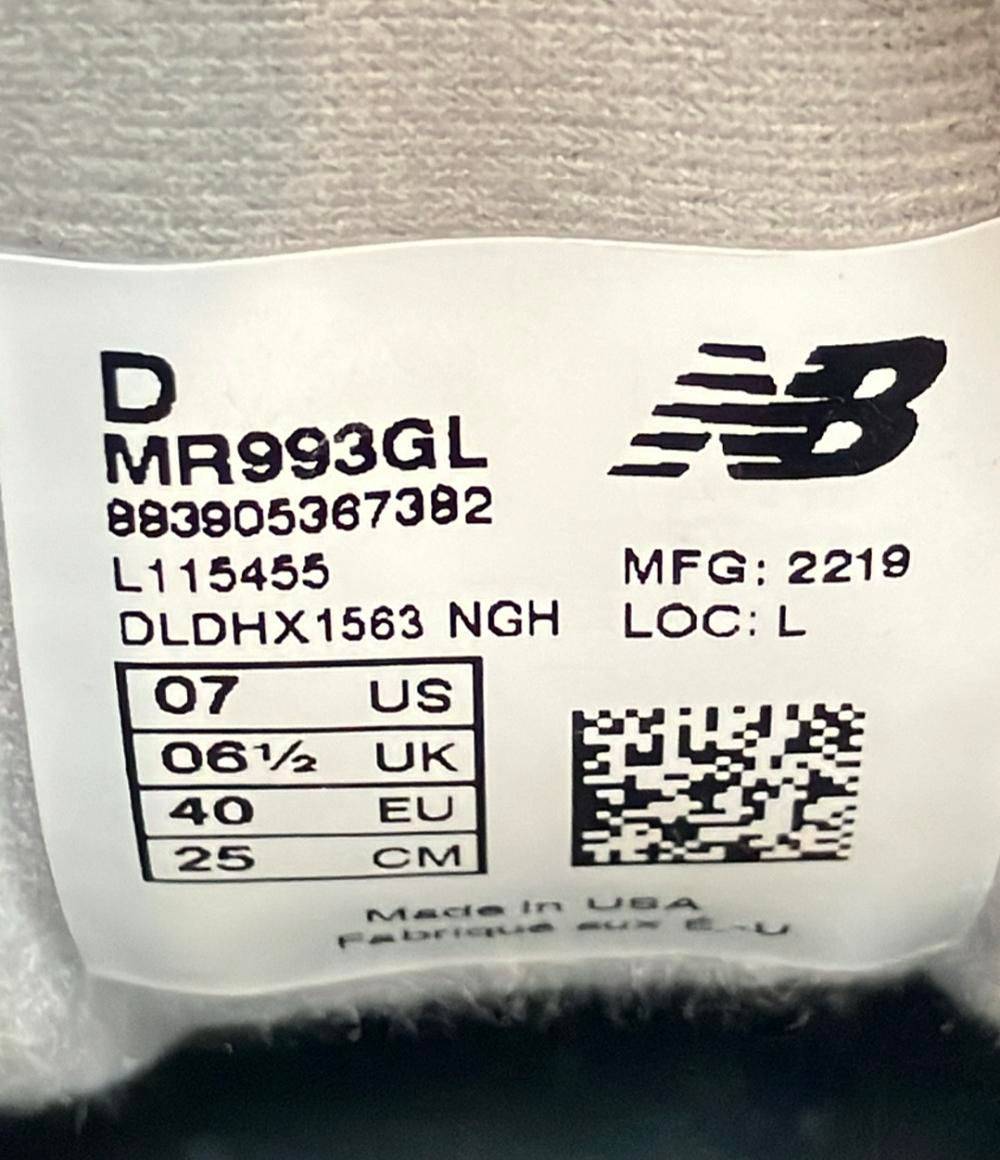 D
NB
MR993GL
883905367382
L115455
MFG: 2219
DLDHX1563 NGH
LOC: L
07 US
06½ UK
40 EU
25 CM
Made in USA
Fabriqué aux É.-U